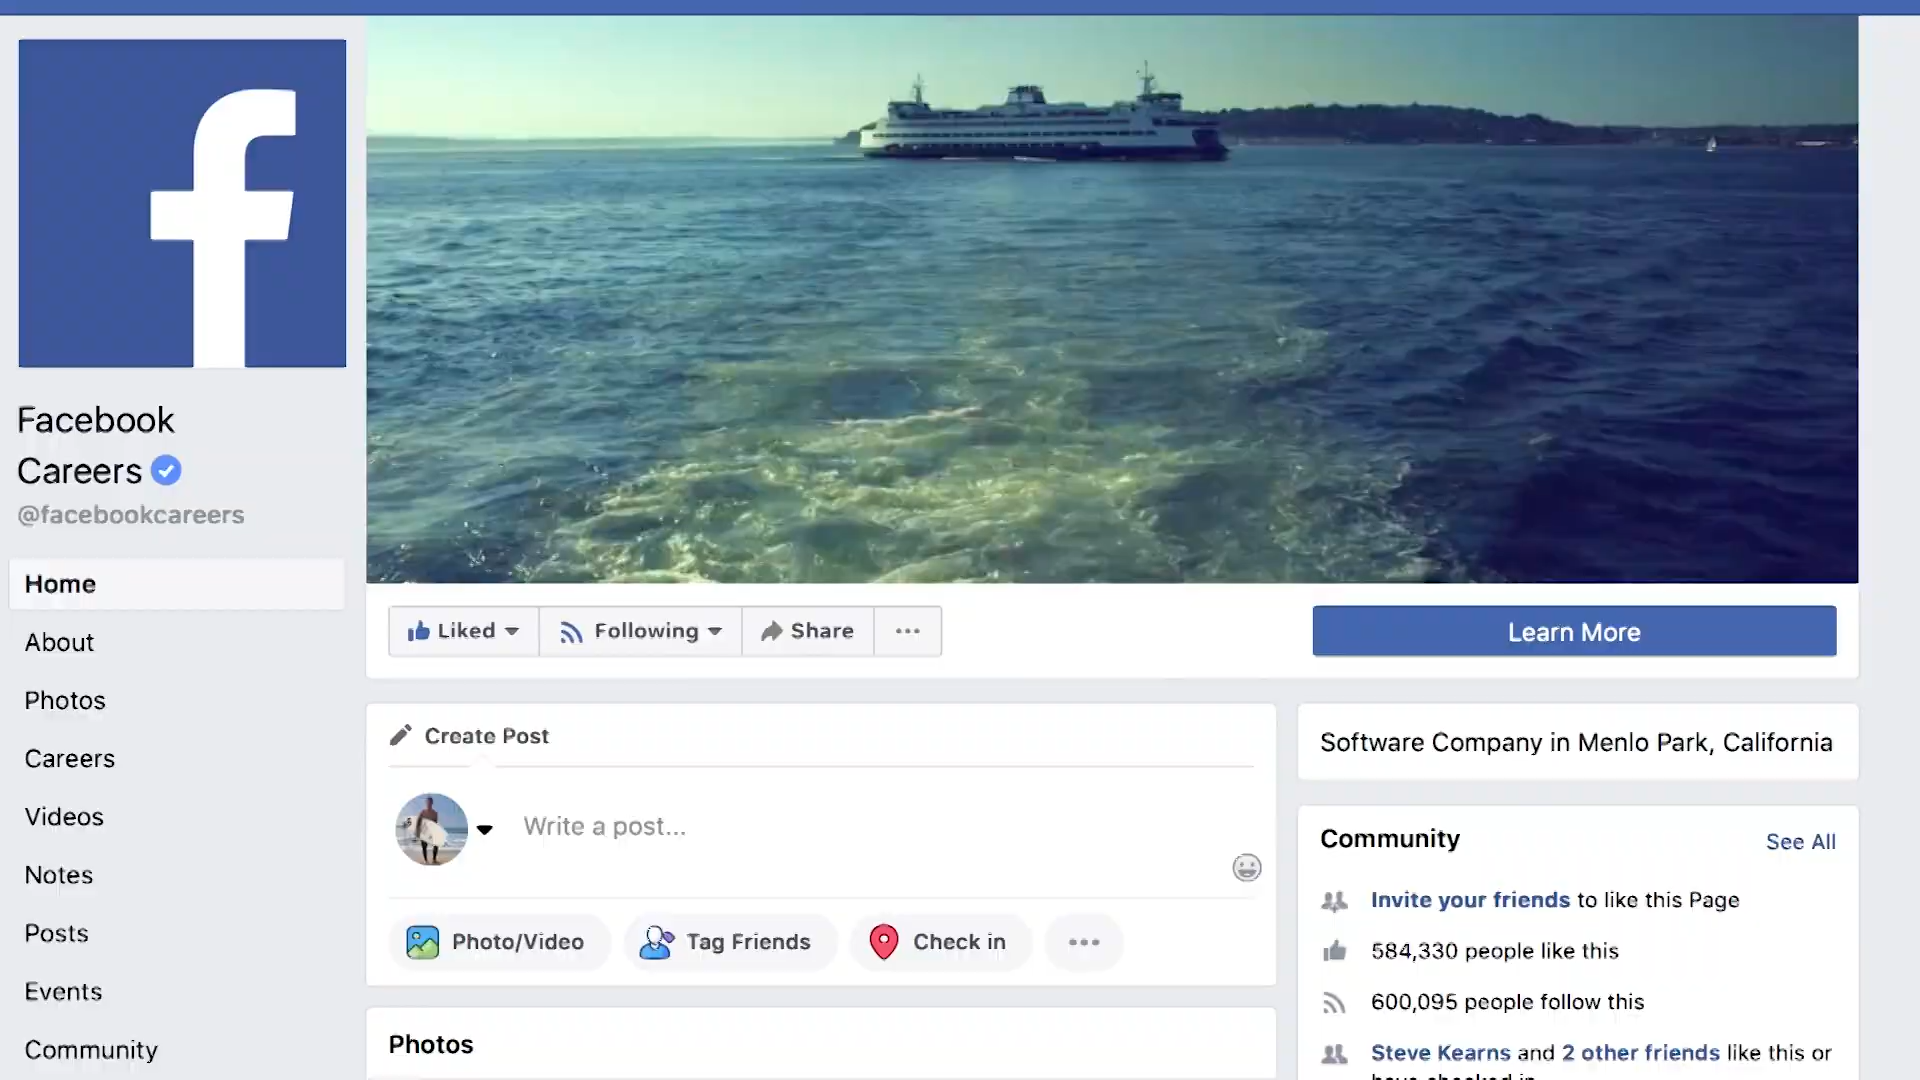 Facebook
Careers
@facebookcareers
Home
About
Photos
Careers
Videos
Notes
Posts
Events
Community
Liked
Following
Share
Learn More
Create Post
Write a post...
Photo/Video
Tag Friends
Check in
Photos
Software Company in Menlo Park, California
Community
See All
Invite your friends to like this Page
584,330 people like this
600,095 people follow this
Steve Kearns and 2 other friends like this or
have checked in